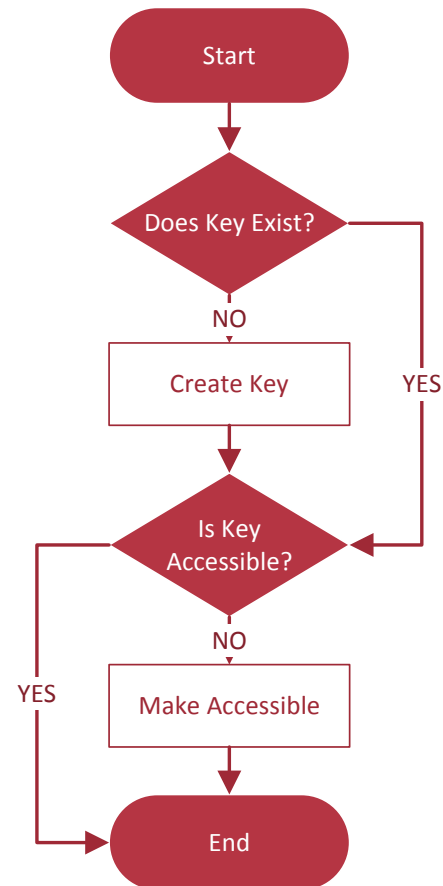 Start
Does Key Exist?
NO
Create Key
YES
Is Key
Accessible?
NO
YES
Make Accessible
End